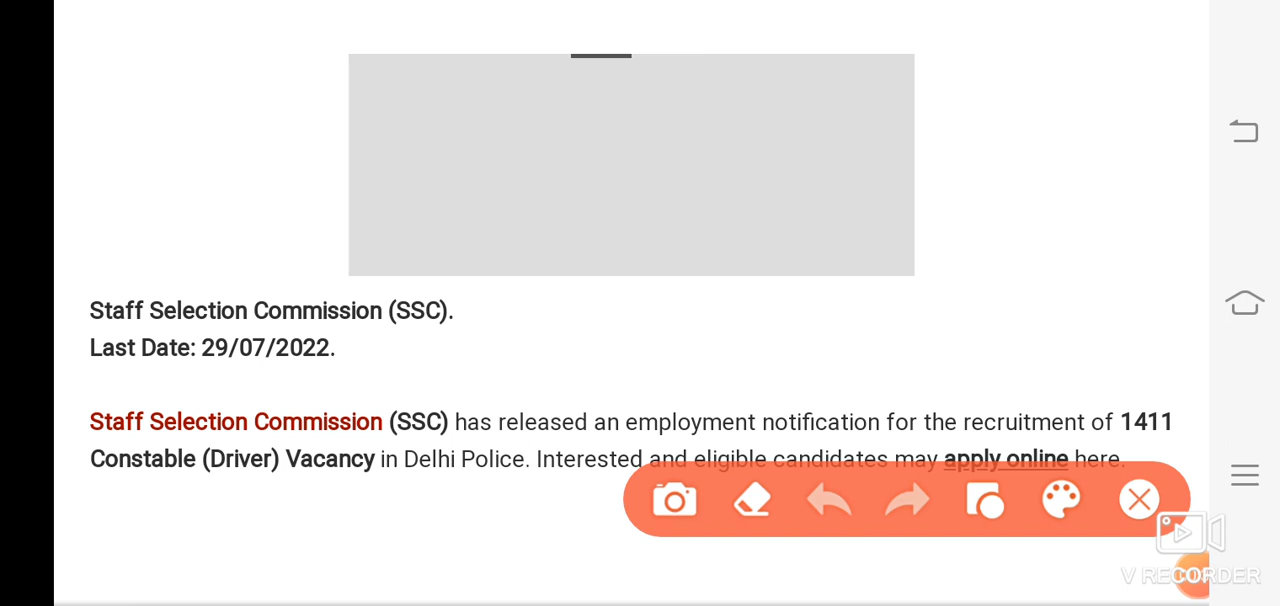 Staff Selection Commission (SSC).
Last Date: 29/07/2022.
Staff Selection Commission (SSC) has released an employment notification for the recruitment of 1411
Constable (Driver) Vacancy in Delhi Police. Interested and eligible candidates may apply online here.
V RECORDER